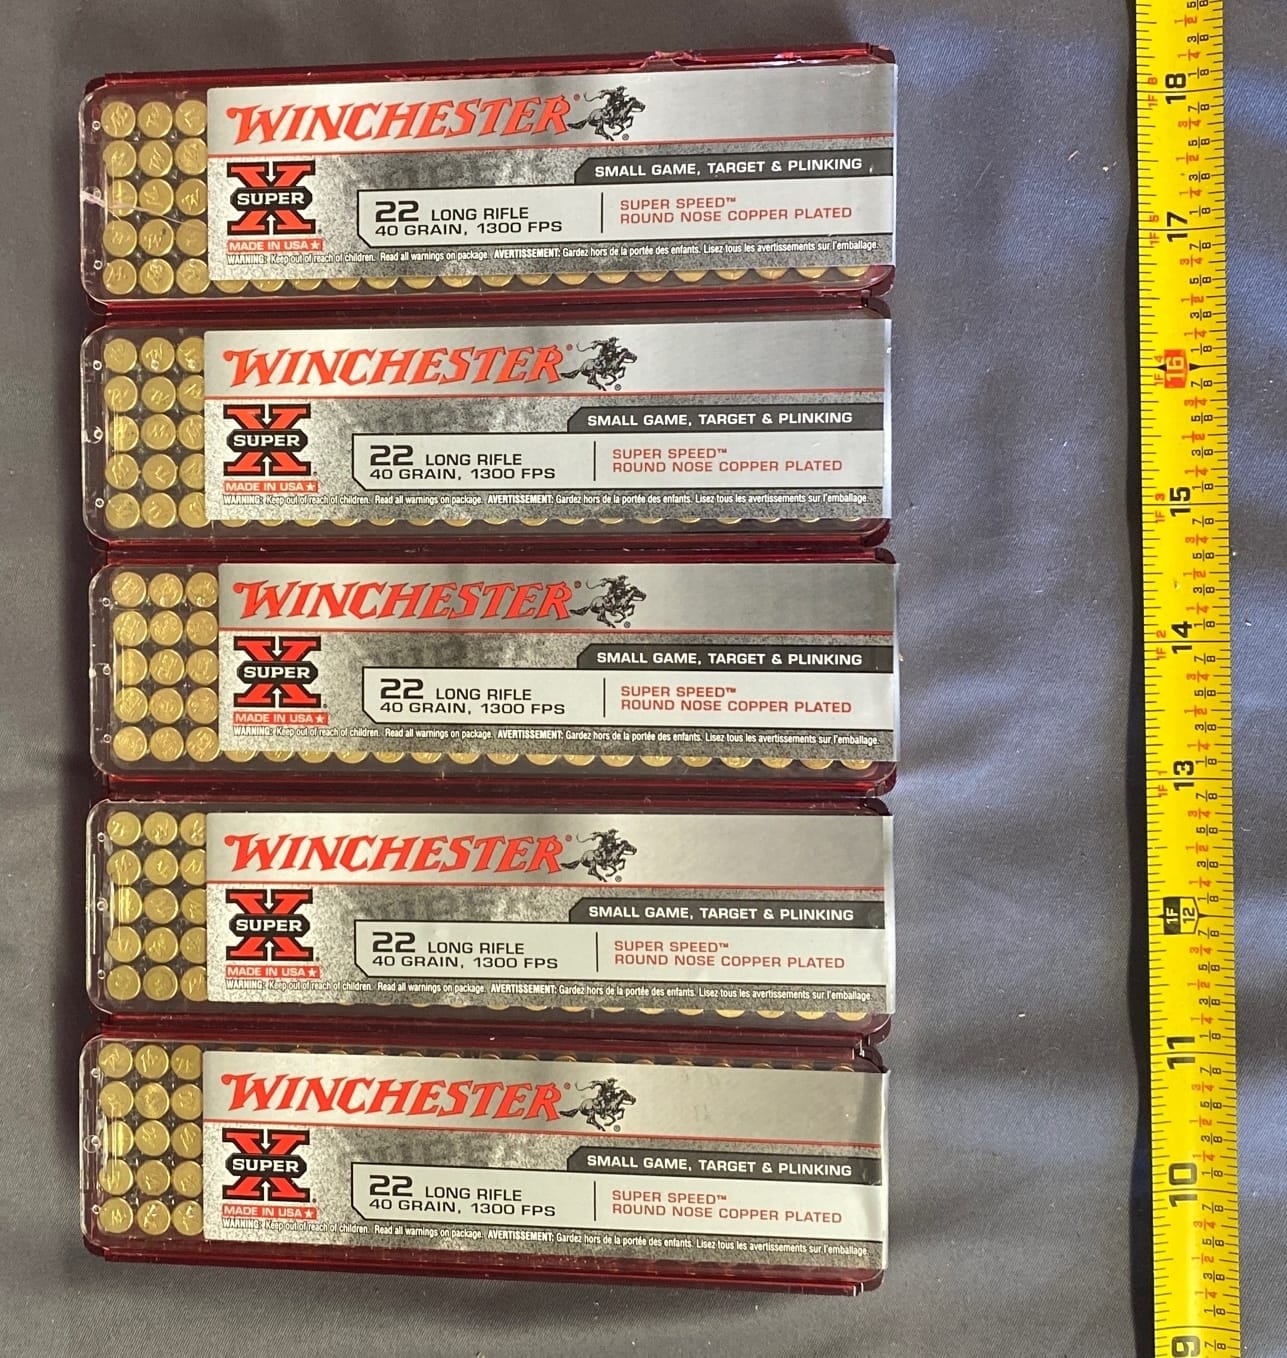 WINCHESTER®
SMALL GAME, TARGET & PLINKING
X
SUPER
22 LONG RIFLE
40 GRAIN, 1300 FPS
SUPER SPEED™
ROUND NOSE COPPER PLATED
MADE IN USA★
WARNING: Keep out of reach of children. Read all warnings on package. AVERTISSEMENT: Gardez hors de la portée des enfants. Lisez tous les avertissements sur l'emballage.
WINCHESTER®
SMALL GAME, TARGET & PLINKING
X
SUPER
22 LONG RIFLE
40 GRAIN, 1300 FPS
SUPER SPEED™
ROUND NOSE COPPER PLATED
MADE IN USA★
WARNING: Keep out of reach of children. Read all warnings on package. AVERTISSEMENT: Gardez hors de la portée des enfants. Lisez tous les avertissements sur l'emballage.
WINCHESTER®
SMALL GAME, TARGET & PLINKING
X
SUPER
22 LONG RIFLE
40 GRAIN, 1300 FPS
SUPER SPEED™
ROUND NOSE COPPER PLATED
MADE IN USA★
WARNING: Keep out of reach of children. Read all warnings on package. AVERTISSEMENT: Gardez hors de la portée des enfants. Lisez tous les avertissements sur l'emballage.
WINCHESTER®
SMALL GAME, TARGET & PLINKING
X
SUPER
22 LONG RIFLE
40 GRAIN, 1300 FPS
SUPER SPEED™
ROUND NOSE COPPER PLATED
MADE IN USA★
WARNING: Keep out of reach of children. Read all warnings on package. AVERTISSEMENT: Gardez hors de la portée des enfants. Lisez tous les avertissements sur l'emballage.
WINCHESTER®
SMALL GAME, TARGET & PLINKING
X
SUPER
22 LONG RIFLE
40 GRAIN, 1300 FPS
SUPER SPEED™
ROUND NOSE COPPER PLATED
MADE IN USA★
WARNING: Keep out of reach of children. Read all warnings on package. AVERTISSEMENT: Gardez hors de la portée des enfants. Lisez tous les avertissements sur l'emballage.
1F 6
18
1F 5
17
1F 4
16
1F 3
15
1F 2
14
1F 1
13
1F
12
11
10
9